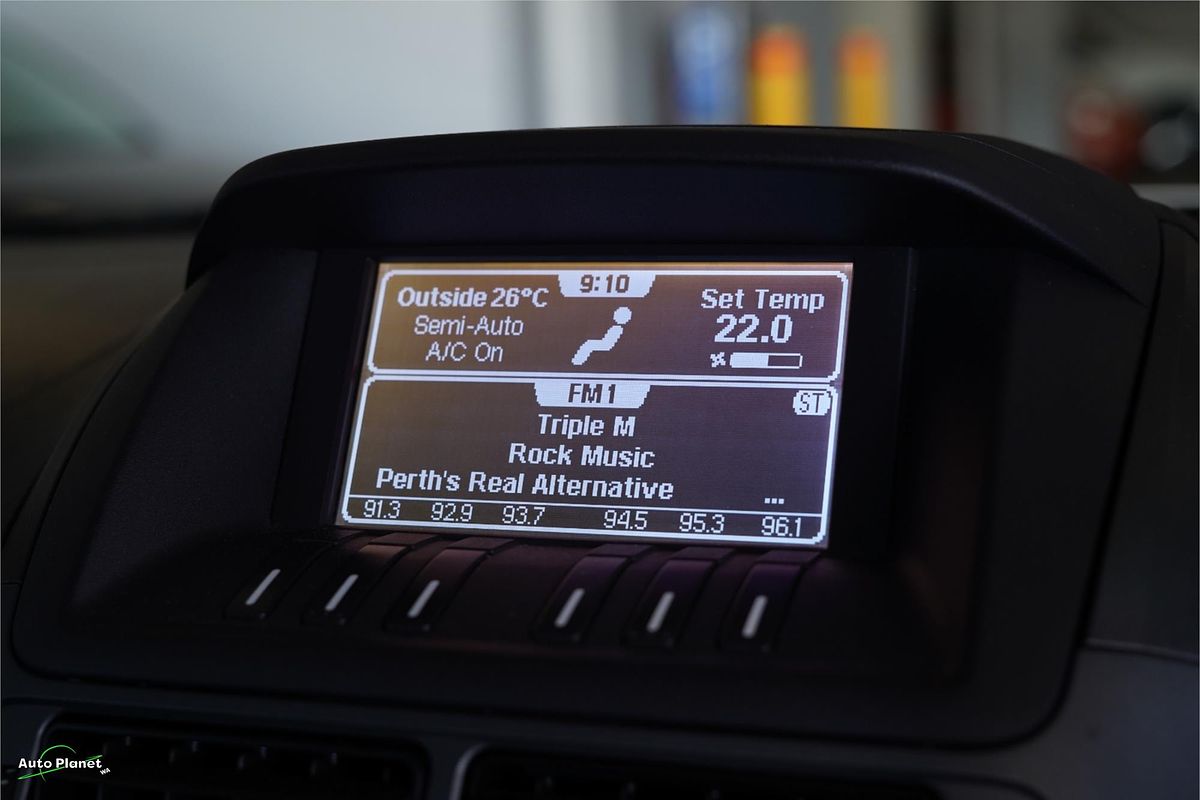 9:10
Outside 26°C
Semi-Auto
A/C On
Set Temp
22.0
FM1
ST
Triple M
Rock Music
Perth's Real Alternative ...
91.3 92.9 93.7 94.5 95.3 96.1
Auto Planet
WA